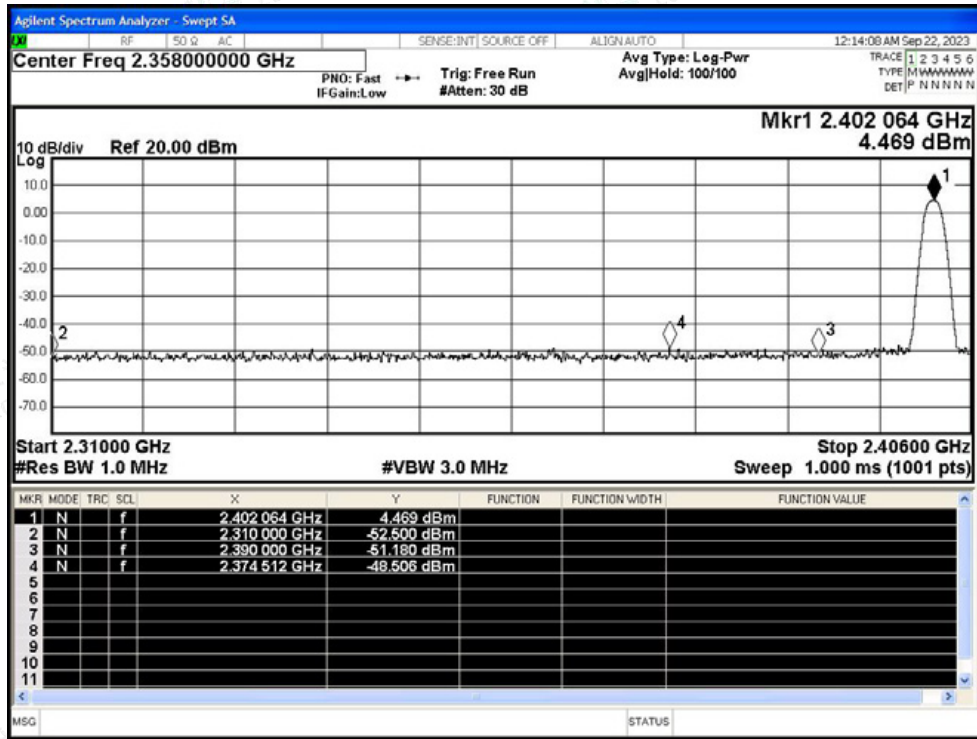 Agilent Spectrum Analyzer - Swept SA
RF 50 Ω AC SENSE:INT SOURCE OFF ALIGN AUTO 12:14:08 AM Sep 22, 2023
Center Freq 2.358000000 GHz
PNO: Fast
IFGain:Low
Trig: Free Run
#Atten: 30 dB
Avg Type: Log-Pwr
Avg|Hold: 100/100
TRACE 1 2 3 4 5 6
TYPE M WWWWW
DET P N N N N N
Mkr1 2.402 064 GHz
4.469 dBm
10 dB/div Ref 20.00 dBm
Log
10.0
0.00
-10.0
-20.0
-30.0
-40.0
-50.0
-60.0
-70.0
1
2
4
3
Start 2.31000 GHz Stop 2.40600 GHz
#Res BW 1.0 MHz #VBW 3.0 MHz Sweep 1.000 ms (1001 pts)
MKR MODE TRC SCL X Y FUNCTION FUNCTION WIDTH FUNCTION VALUE
1 N f 2.402 064 GHz 4.469 dBm
2 N f 2.310 000 GHz -52.500 dBm
3 N f 2.390 000 GHz -51.180 dBm
4 N f 2.374 512 GHz -48.506 dBm
5
6
7
8
9
10
11
MSG STATUS